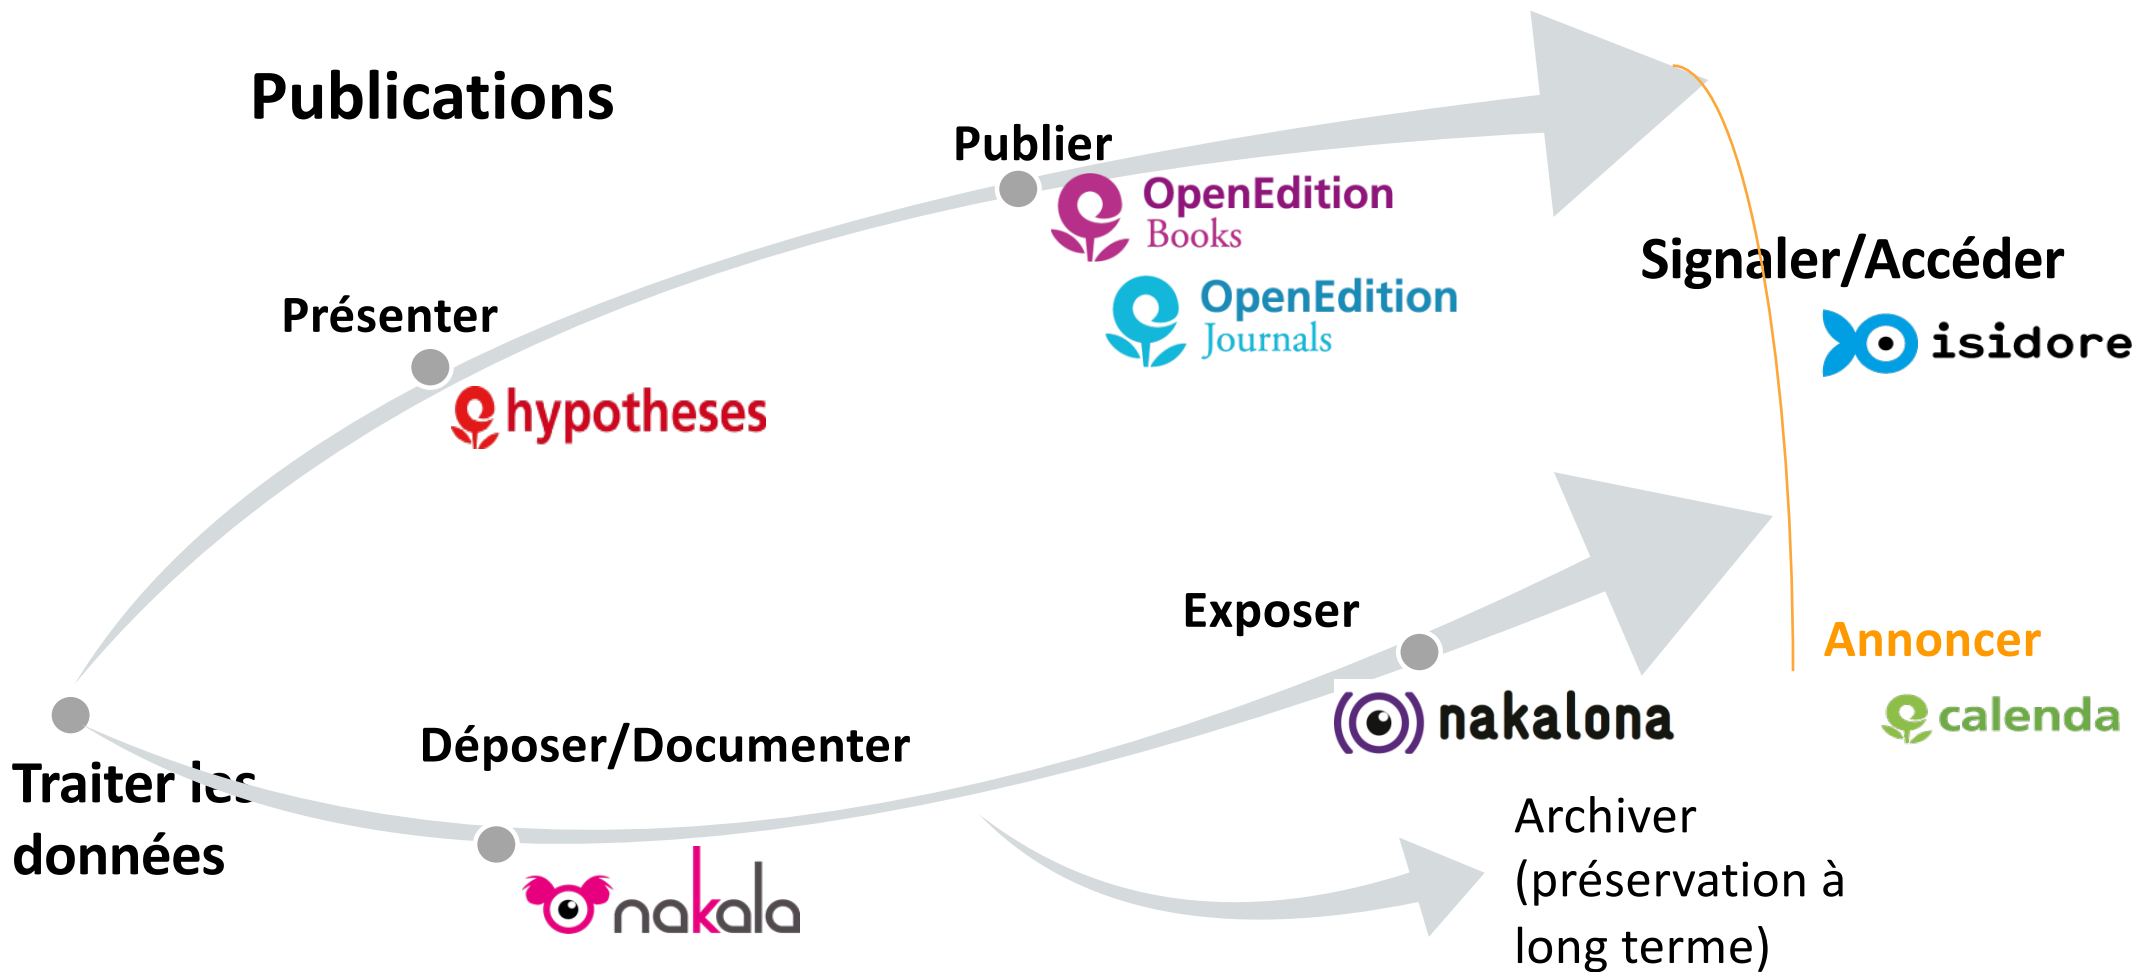 Publications
Publier
OpenEdition
Books
OpenEdition
Journals
Présenter
hypotheses
Signaler/Accéder
isidore
Exposer
nakalona
Annoncer
calenda
Traiter les
données
Déposer/Documenter
nakala
Archiver
(préservation à
long terme)